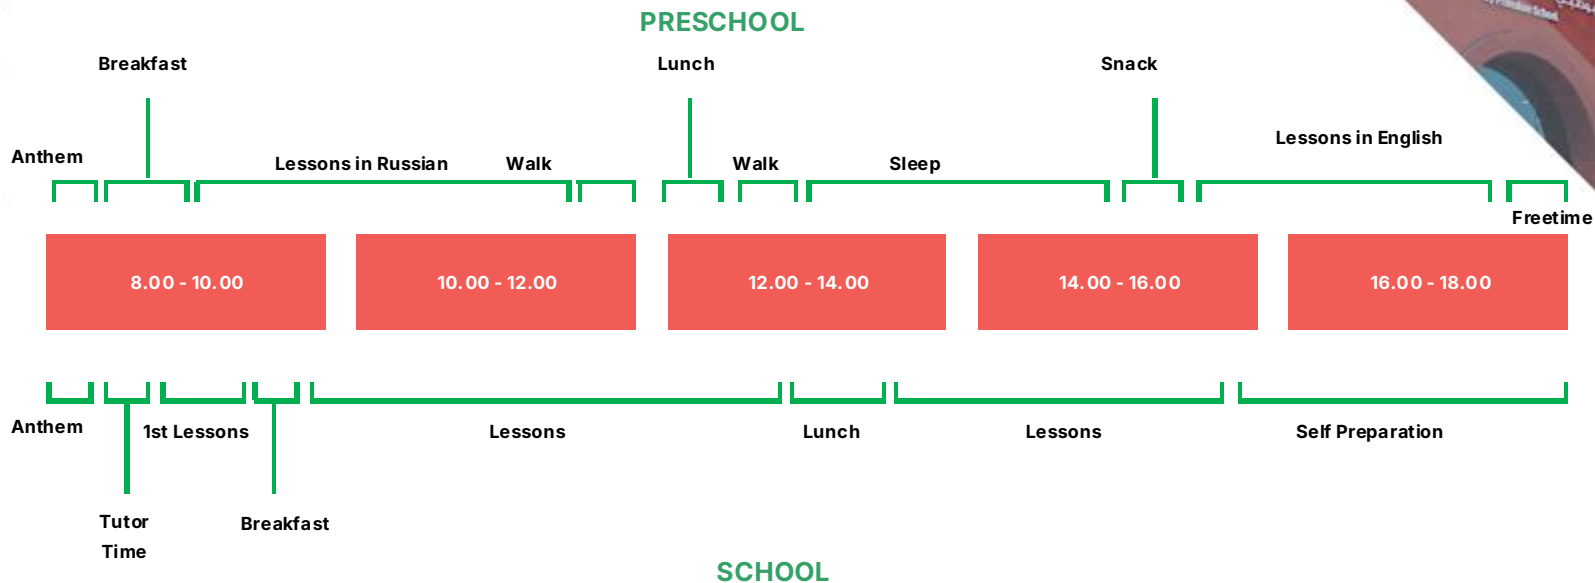 PRESCHOOL
Breakfast
Lunch
Snack
Lessons in English
Anthem
Lessons in Russian
Walk
Walk
Sleep
Freetime
8.00 - 10.00
10.00 - 12.00
12.00 - 14.00
14.00 - 16.00
16.00 - 18.00
Anthem
1st Lessons
Lessons
Lunch
Lessons
Self Preparation
Tutor
Time
Breakfast
SCHOOL